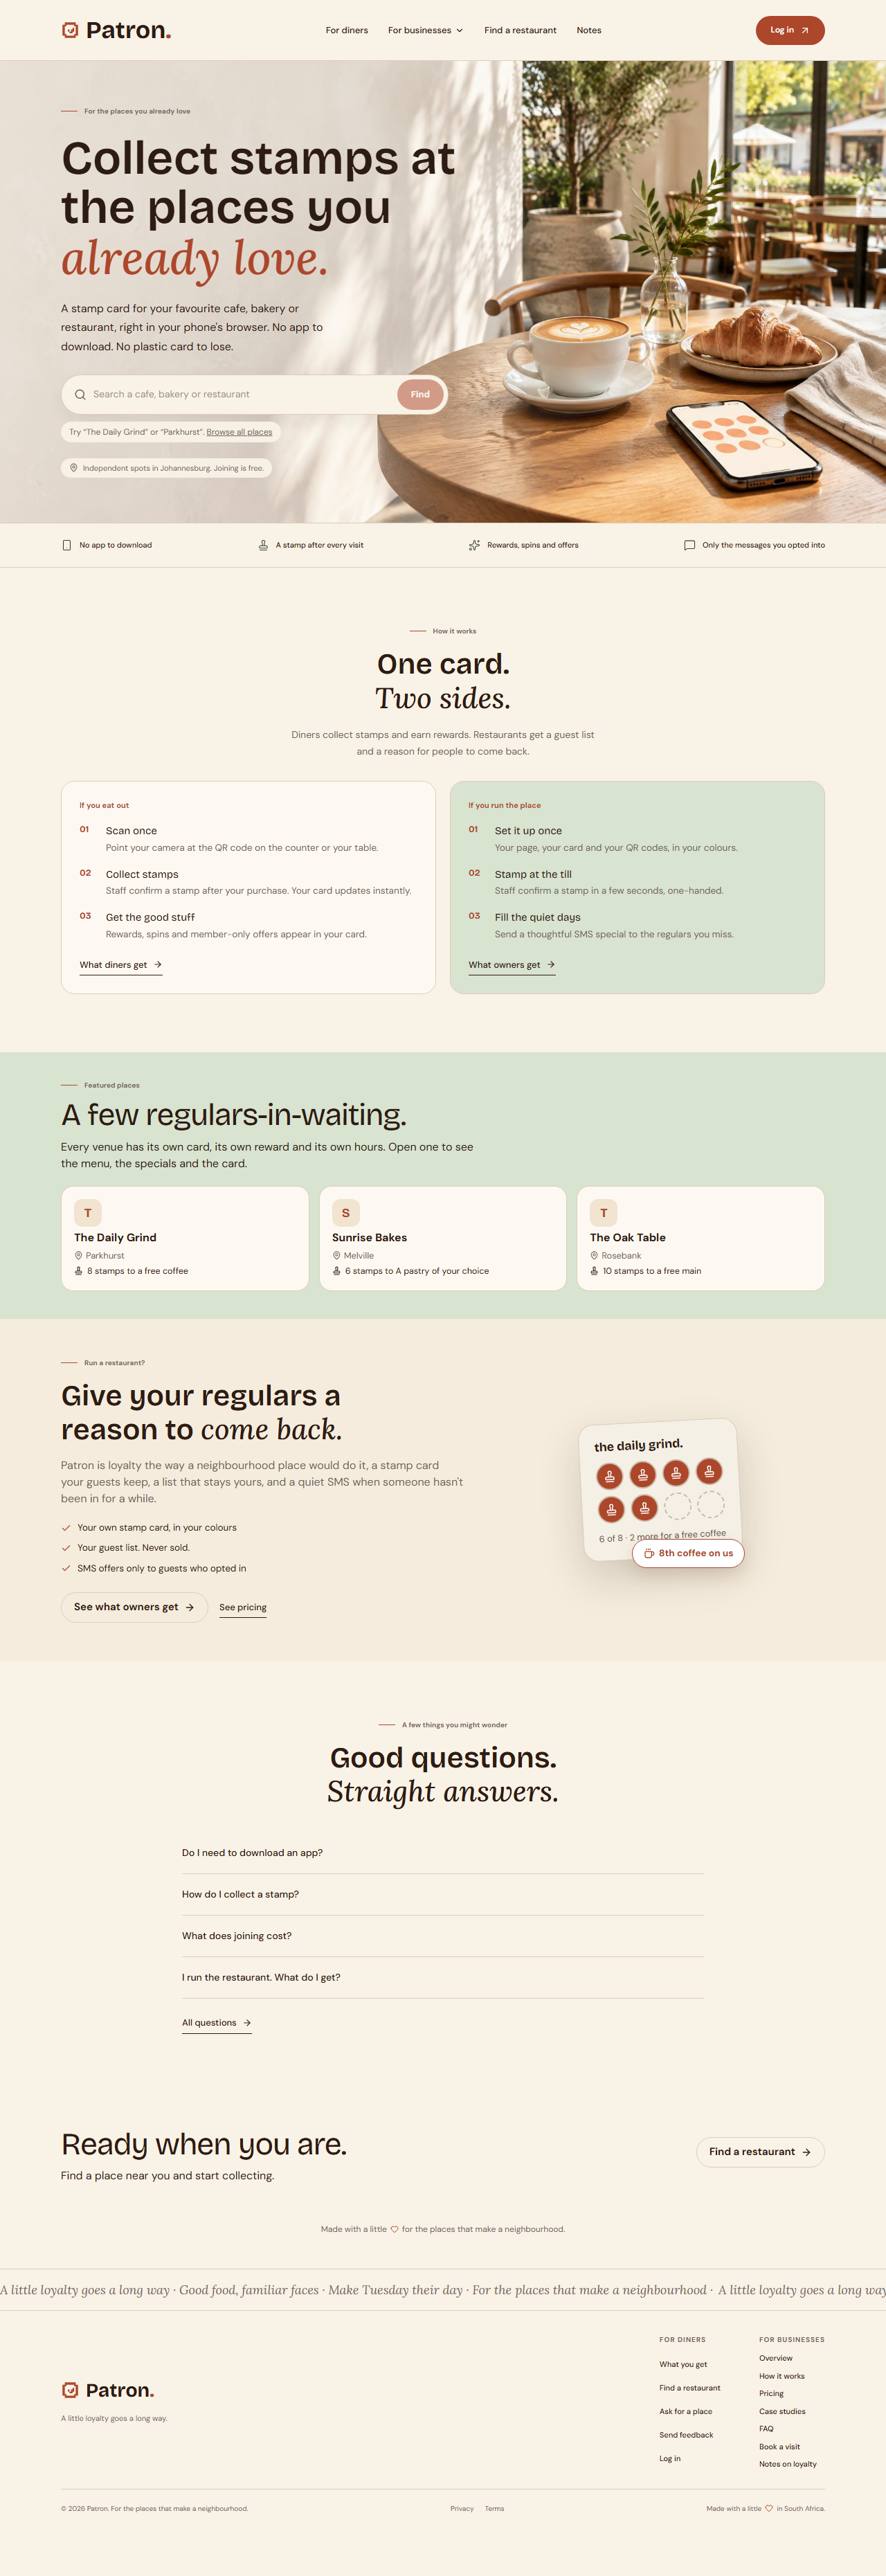 Patron.
For diners
For businesses
Find a restaurant
Notes
Log in
For the places you already love
Collect stamps at
the places you
already love.
A stamp card for your favourite cafe, bakery or
restaurant, right in your phone's browser. No app to
download. No plastic card to lose.
Search a cafe, bakery or restaurant
Find
Try “The Daily Grind” or “Parkhurst”. Browse all places
Independent spots in Johannesburg. Joining is free.
No app to download
A stamp after every visit
Rewards, spins and offers
Only the messages you opted into
How it works
One card.
Two sides.
Diners collect stamps and earn rewards. Restaurants get a guest list
and a reason for people to come back.
If you eat out
01 Scan once
Point your camera at the QR code on the counter or your table.
02 Collect stamps
Staff confirm a stamp after your purchase. Your card updates instantly.
03 Get the good stuff
Rewards, spins and member-only offers appear in your card.
What diners get
If you run the place
01 Set it up once
Your page, your card and your QR codes, in your colours.
02 Stamp at the till
Staff confirm a stamp in a few seconds, one-handed.
03 Fill the quiet days
Send a thoughtful SMS special to the regulars you miss.
What owners get
Featured places
A few regulars-in-waiting.
Every venue has its own card, its own reward and its own hours. Open one to see
the menu, the specials and the card.
T
The Daily Grind
Parkhurst
8 stamps to a free coffee
S
Sunrise Bakes
Melville
6 stamps to A pastry of your choice
T
The Oak Table
Rosebank
10 stamps to a free main
Run a restaurant?
Give your regulars a
reason to come back.
Patron is loyalty the way a neighbourhood place would do it, a stamp card
your guests keep, a list that stays yours, and a quiet SMS when someone hasn't
been in for a while.
Your own stamp card, in your colours
Your guest list. Never sold.
SMS offers only to guests who opted in
See what owners get
See pricing
the daily grind.
6 of 8 · 2 more for a free coffee
8th coffee on us
A few things you might wonder
Good questions.
Straight answers.
Do I need to download an app?
How do I collect a stamp?
What does joining cost?
I run the restaurant. What do I get?
All questions
Ready when you are.
Find a place near you and start collecting.
Find a restaurant
Made with a little for the places that make a neighbourhood.
A little loyalty goes a long way · Good food, familiar faces · Make Tuesday their day · For the places that make a neighbourhood · A little loyalty goes a long way
Patron.
A little loyalty goes a long way.
FOR DINERS
What you get
Find a restaurant
Ask for a place
Send feedback
Log in
FOR BUSINESSES
Overview
How it works
Pricing
Case studies
FAQ
Book a visit
Notes on loyalty
© 2026 Patron. For the places that make a neighbourhood.
Privacy
Terms
Made with a little in South Africa.